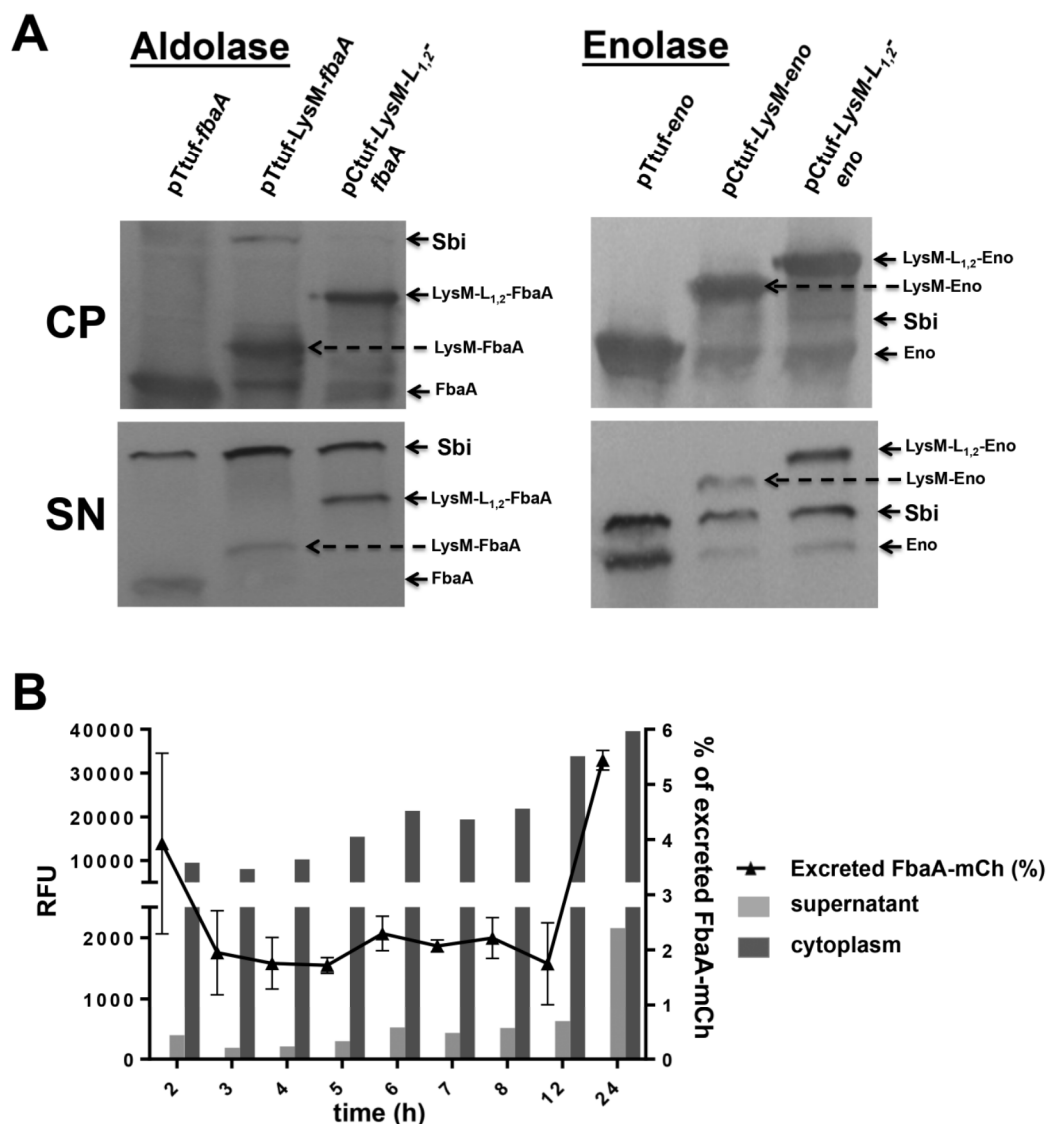 A
Aldolase
Enolase
pTtuf-fbaA
pTtuf-LysM-fbaA
pCtuf-LysM-L1,2-
fbaA
pTtuf-eno
pCtuf-LysM-eno
pCtuf-LysM-L1,2-
eno
CP
Sbi
LysM-L1,2-FbaA
LysM-FbaA
FbaA
LysM-L1,2-Eno
LysM-Eno
Sbi
Eno
SN
Sbi
LysM-L1,2-FbaA
LysM-FbaA
FbaA
LysM-L1,2-Eno
LysM-Eno
Sbi
Eno
B
RFU
40000
30000
20000
10000
2000
1000
0
6
5
4
3
2
1
0
% of excreted FbaA-mCh
2 3 4 5 6 7 8 12 24
time (h)
Excreted FbaA-mCh (%)
supernatant
cytoplasm